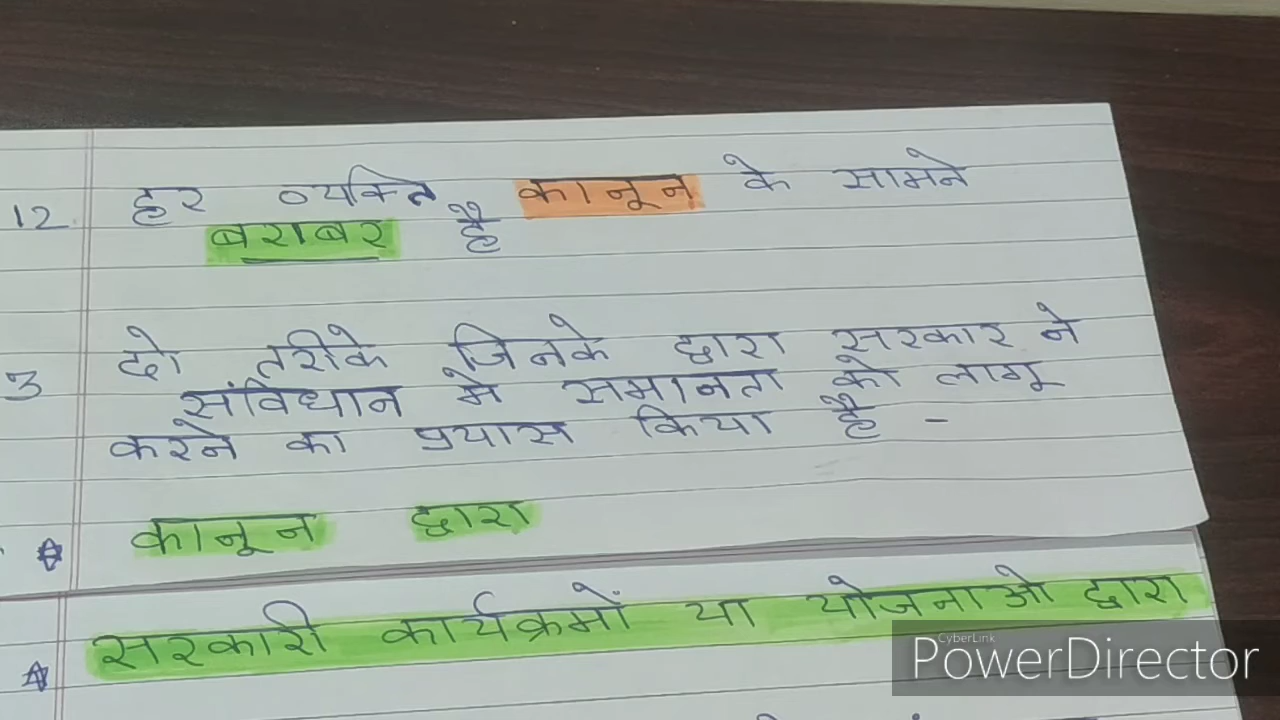 12. हर व्यक्ति कानून के सामने
बराबर है
3 दो तरीके जिनके द्वारा सरकार ने
संविधान मे समानता को लागू
करने का प्रयास किया है -
कानून द्वारा
सरकारी कार्यक्रमों या योजनाओ द्वारा
CyberLink
PowerDirector